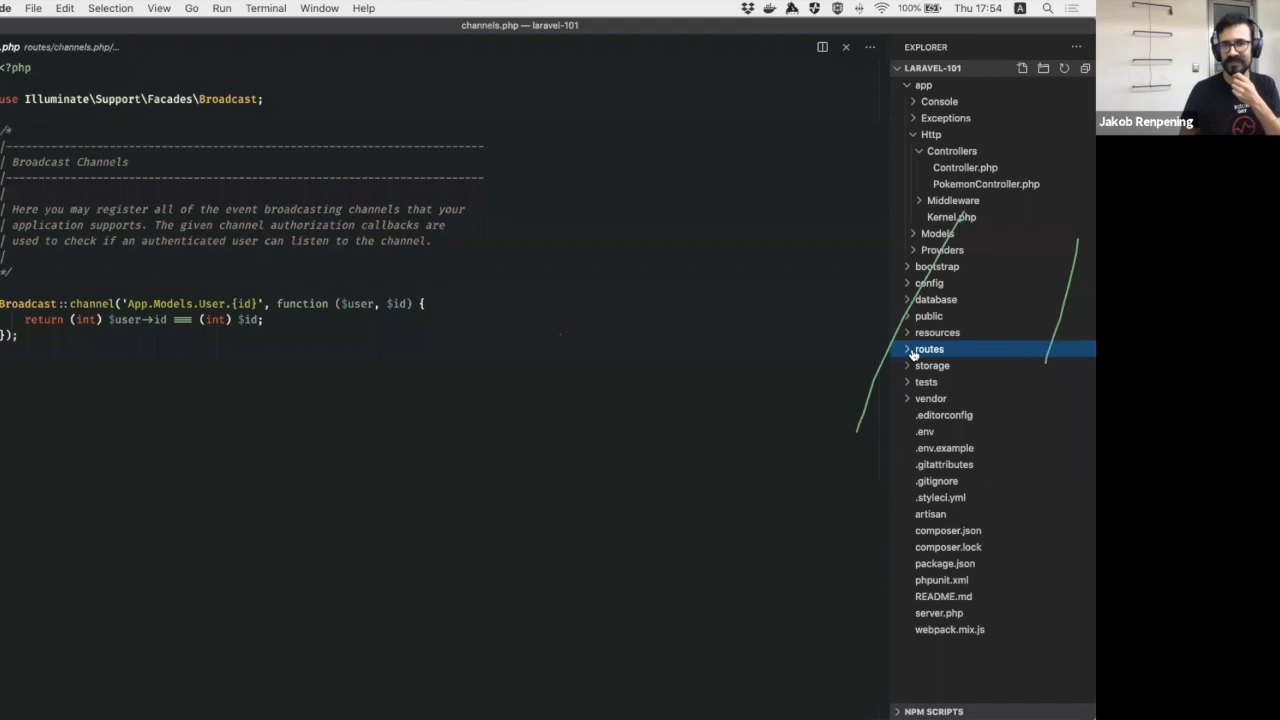 de File Edit Selection View Go Run Terminal Window Help 100% Thu 17:54 A
channels.php — laravel-101
.php routes/channels.php/...
<?php
use Illuminate\Support\Facades\Broadcast;
/*
|--------------------------------------------------------------------------
| Broadcast Channels
|--------------------------------------------------------------------------
|
| Here you may register all of the event broadcasting channels that your
| application supports. The given channel authorization callbacks are
| used to check if an authenticated user can listen to the channel.
|
*/
Broadcast::channel('App.Models.User.{id}', function ($user, $id) {
return (int) $user->id === (int) $id;
});
EXPLORER
LARAVEL-101
app
Console
Exceptions
Http
Controllers
Controller.php
PokemonController.php
Middleware
Kernel.php
Models
Providers
bootstrap
config
database
public
resources
routes
storage
tests
vendor
.editorconfig
.env
.env.example
.gitattributes
.gitignore
.styleci.yml
artisan
composer.json
composer.lock
package.json
phpunit.xml
README.md
server.php
webpack.mix.js
NPM SCRIPTS
Jakob Renpening